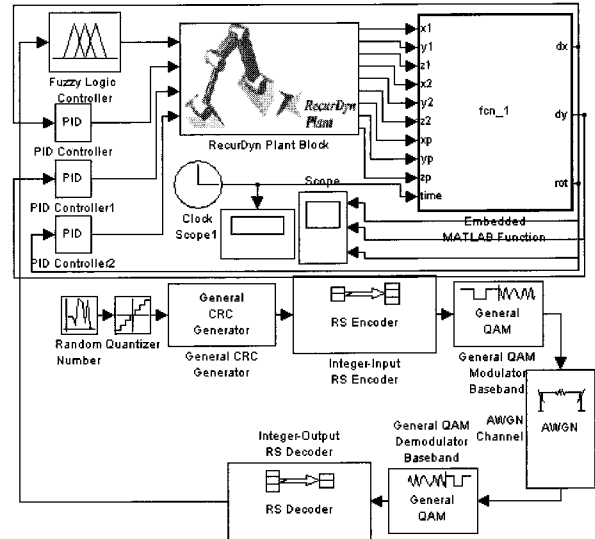 Fuzzy Logic
Controller
PID
PID Controller
PID
PID Controller1
PID
PID Controller2
RecurDyn
Plant
RecurDyn Plant Block
x1
y1
z1
x2
y2
z2
xp
yp
zp
time
fcn_1
dx
dy
rot
Embedded
MATLAB Function
Clock
Scope1
Scope
Random
Number
Quantizer
General
CRC
Generator
General CRC
Generator
RS Encoder
Integer-Input
RS Encoder
General
QAM
General QAM
Modulator
Baseband
AWGN
Channel
AWGN
General QAM
Demodulator
Baseband
General
QAM
Integer-Output
RS Decoder
RS Decoder